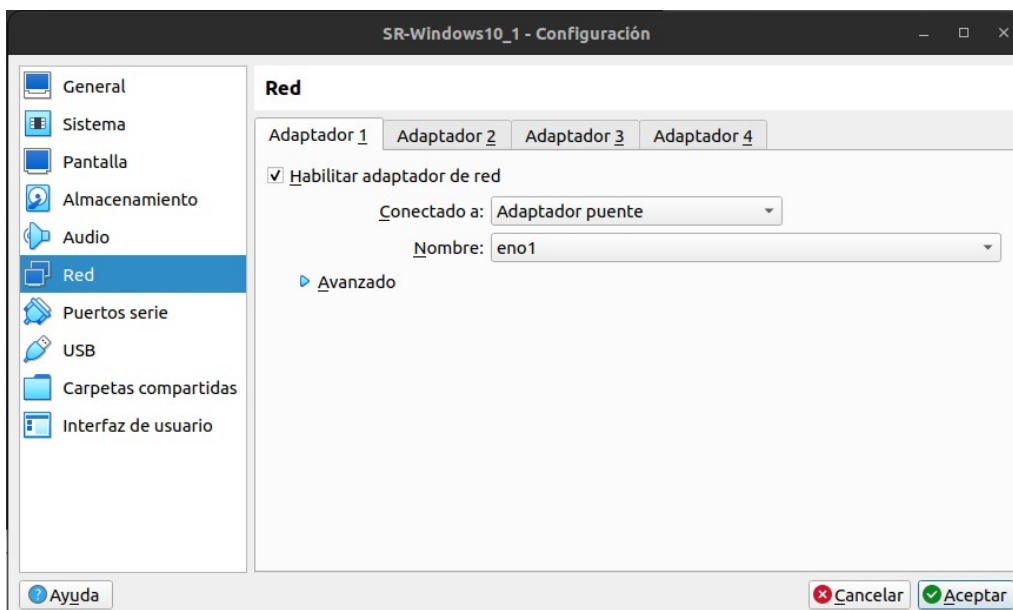 SR-Windows10_1 - Configuración
General
Sistema
Pantalla
Almacenamiento
Audio
Red
Puertos serie
USB
Carpetas compartidas
Interfaz de usuario
Red
Adaptador 1 Adaptador 2 Adaptador 3 Adaptador 4
Habilitar adaptador de red
Conectado a: Adaptador puente
Nombre: eno1
Avanzado
Ayuda Cancelar Aceptar